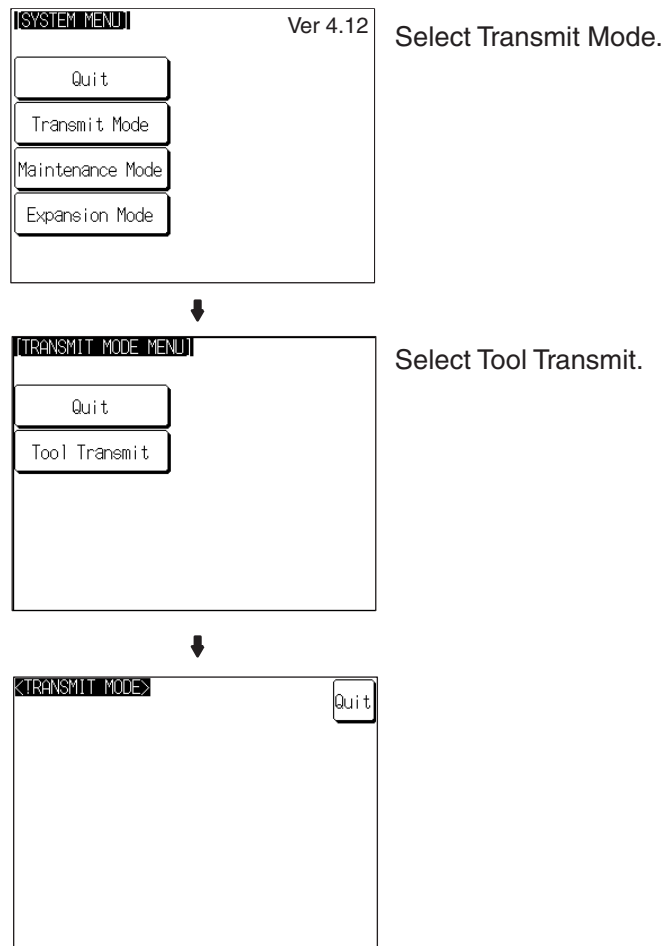 [SYSTEM MENU]
Ver 4.12
Select Transmit Mode.
Quit
Transmit Mode
Maintenance Mode
Expansion Mode
[TRANSMIT MODE MENU]
Select Tool Transmit.
Quit
Tool Transmit
<TRANSMIT MODE>
Quit